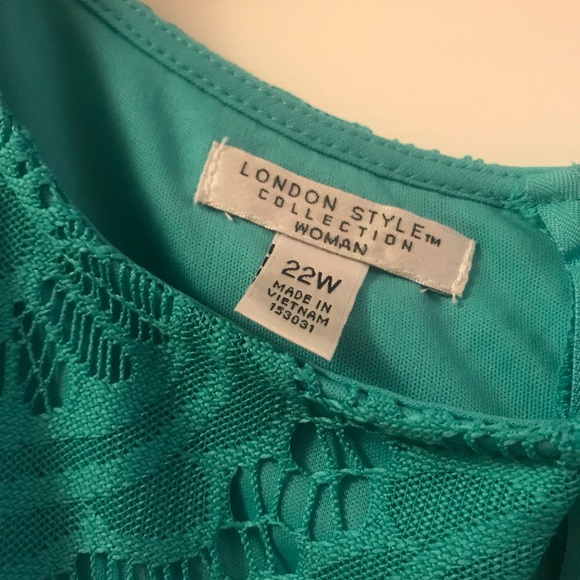 LONDON STYLE™
COLLECTION
WOMAN
22W
MADE IN
VIETNAM
153031